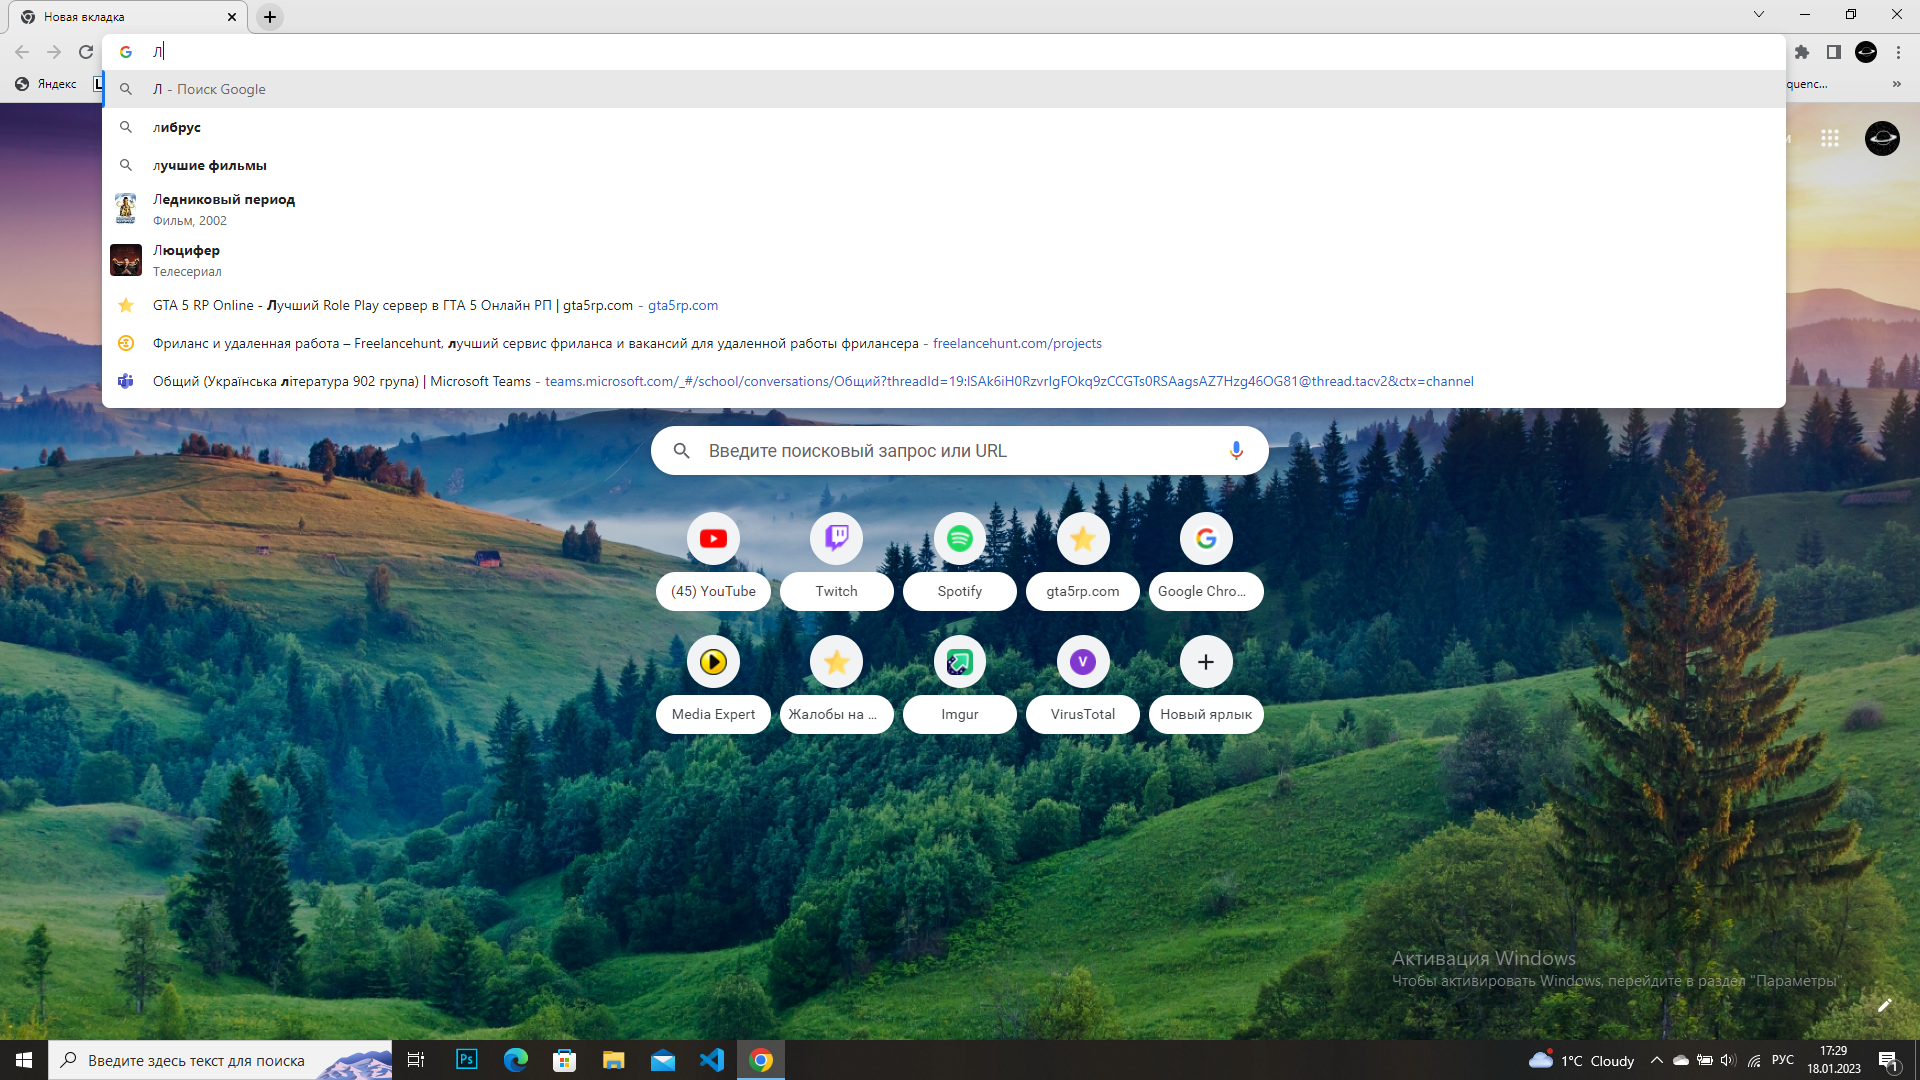 Новая вкладка
Л
Яндекс
quenc...
Л - Поиск Google
либрус
лучшие фильмы
Ледниковый период
Фильм, 2002
Люцифер
Телесериал
GTA 5 RP Online - Лучший Role Play сервер в ГТА 5 Онлайн РП | gta5rp.com - gta5rp.com
Фриланс и удаленная работа – Freelancehunt, лучший сервис фриланса и вакансий для удаленной работы фрилансера - freelancehunt.com/projects
Общий (Українська література 902 група) | Microsoft Teams - teams.microsoft.com/_#/school/conversations/Общий?threadId=19:lSAk6iH0RzvrIgFOkq9zCCGTs0RSAagsAZ7Hzg46OG81@thread.tacv2&ctx=channel
Введите поисковый запрос или URL
(45) YouTube
Twitch
Spotify
gta5rp.com
Google Chro...
Media Expert
Жалобы на ...
Imgur
V
VirusTotal
Новый ярлык
Активация Windows
Чтобы активировать Windows, перейдите в раздел "Параметры".
Введите здесь текст для поиска
Ps
1°C Cloudy
РУС
17:29
18.01.2023
1